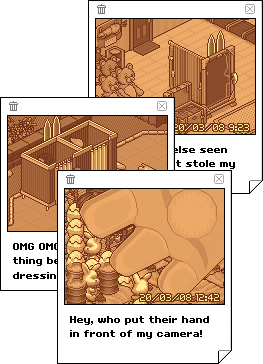 20/03/08 9:23
else seen
t stole my
OMG OMG
thing be
dressin
20/03/08 12:42
Hey, who put their hand
in front of my camera!